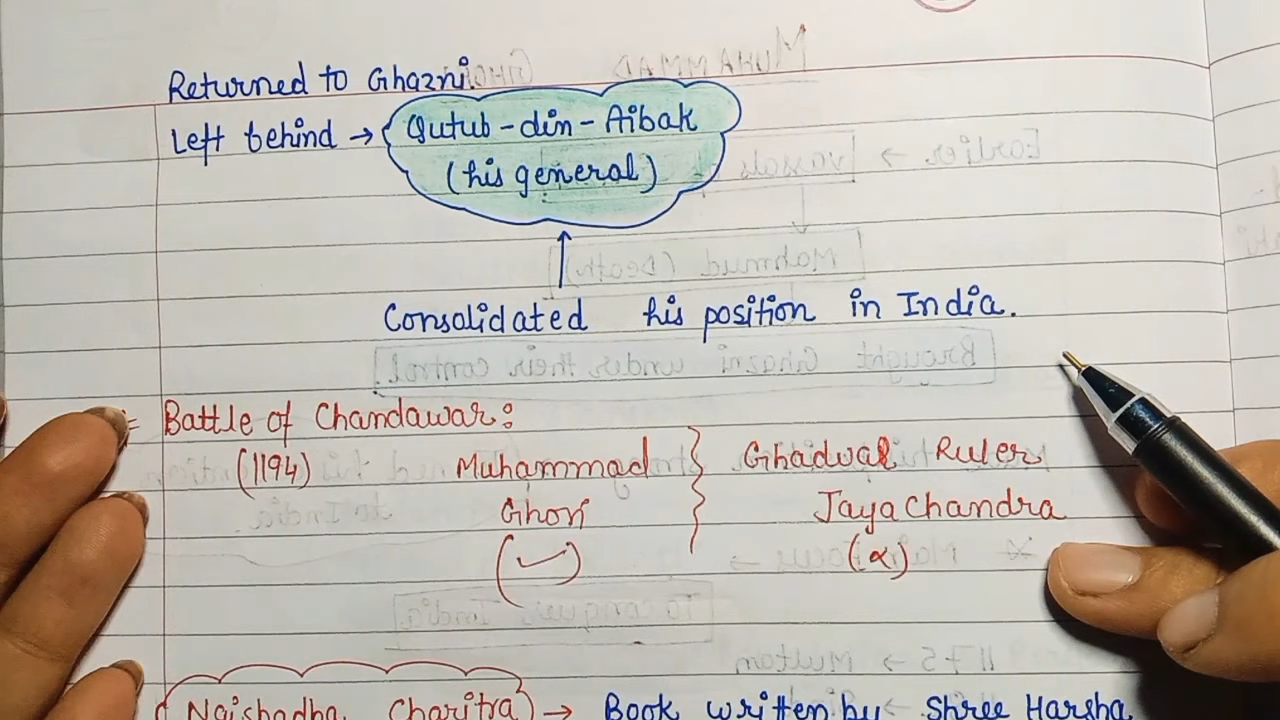 Returned to Ghazni
Left behind → Qutub-din-Aibak
(his general)
Consolidated his position in India.
Battle of Chandawar:
(1194) Muhammad Ghori } Ghadwal Ruler JayaChandra
(✓) (x)
Naishadha Charitra → Book written by Shree Harsha.